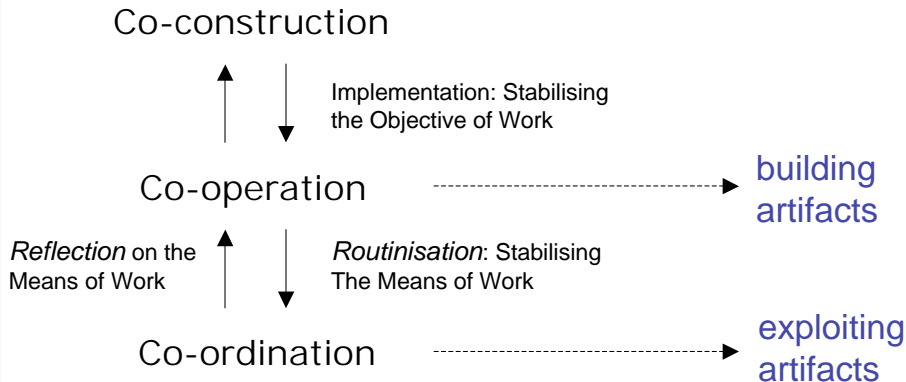 Co-construction
Implementation: Stabilising
the Objective of Work
Co-operation
building
artifacts
Reflection on the
Means of Work
Routinisation: Stabilising
The Means of Work
Co-ordination
exploiting
artifacts